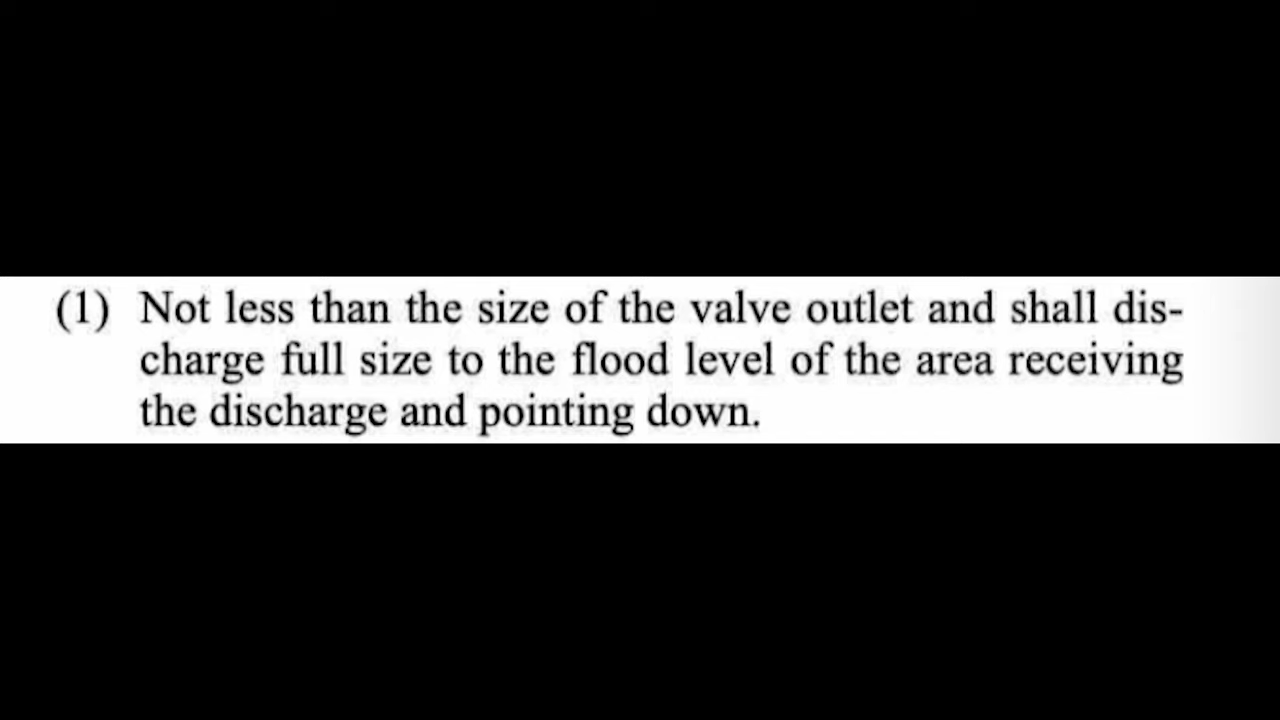 (1) Not less than the size of the valve outlet and shall dis-
charge full size to the flood level of the area receiving
the discharge and pointing down.